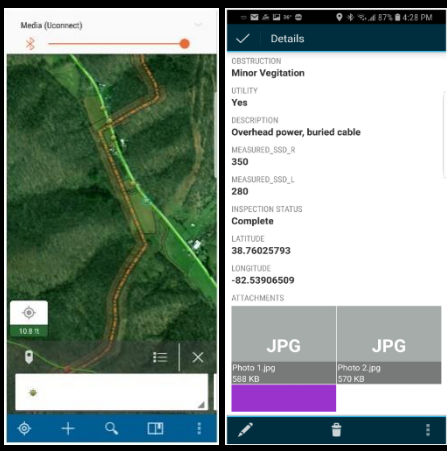 Media (Uconnect)
10.8 ft
36°
87%
4:28 PM
Details
OBSTRUCTION
Minor Vegitation
UTILITY
Yes
DESCRIPTION
Overhead power, buried cable
MEASURED_SSD_R
350
MEASURED_SSD_L
280
INSPECTION STATUS
Complete
LATITUDE
38.76025793
LONGITUDE
-82.53906509
ATTACHMENTS
JPG
Photo 1.jpg
588 KB
JPG
Photo 2.jpg
570 KB